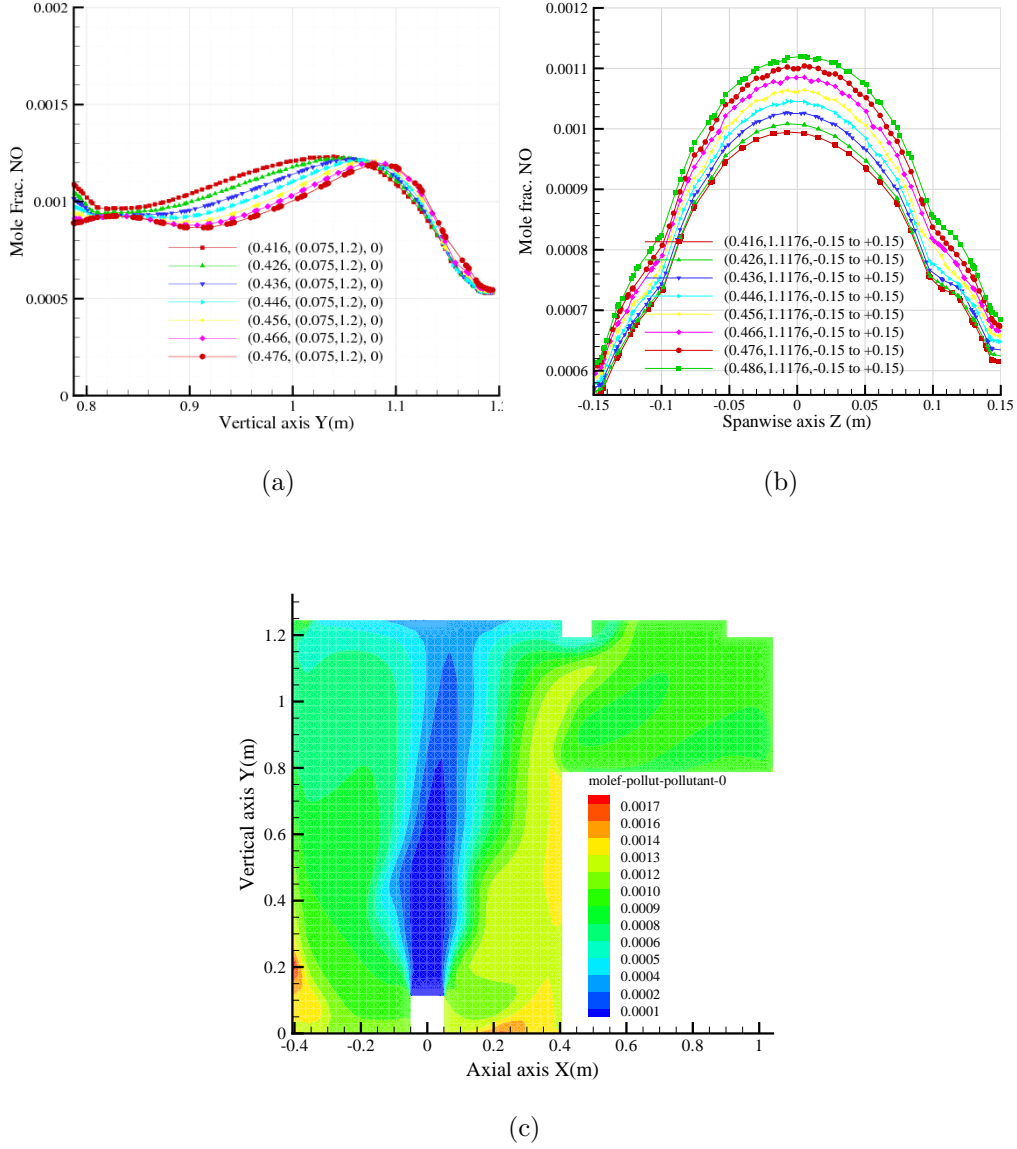 0.002
0.0015
0.001
0.0005
0
Mole Frac. NO
(0.416, (0.075,1.2), 0)
(0.426, (0.075,1.2), 0)
(0.436, (0.075,1.2), 0)
(0.446, (0.075,1.2), 0)
(0.456, (0.075,1.2), 0)
(0.466, (0.075,1.2), 0)
(0.476, (0.075,1.2), 0)
0.8 0.9 1 1.1
Vertical axis Y(m)
(a)
0.0012
0.0011
0.001
0.0009
0.0008
0.0007
0.0006
Mole frac. NO
(0.416,1.1176,-0.15 to +0.15)
(0.426,1.1176,-0.15 to +0.15)
(0.436,1.1176,-0.15 to +0.15)
(0.446,1.1176,-0.15 to +0.15)
(0.456,1.1176,-0.15 to +0.15)
(0.466,1.1176,-0.15 to +0.15)
(0.476,1.1176,-0.15 to +0.15)
(0.486,1.1176,-0.15 to +0.15)
-0.15 -0.1 -0.05 0 0.05 0.1 0.15
Spanwise axis Z (m)
(b)
1.2
1
0.8
0.6
0.4
0.2
0
Vertical axis Y(m)
molef-pollut-pollutant-0
0.0017
0.0016
0.0014
0.0013
0.0012
0.0010
0.0009
0.0008
0.0006
0.0005
0.0004
0.0002
0.0001
-0.4 -0.2 0 0.2 0.4 0.6 0.8 1
Axial axis X(m)
(c)